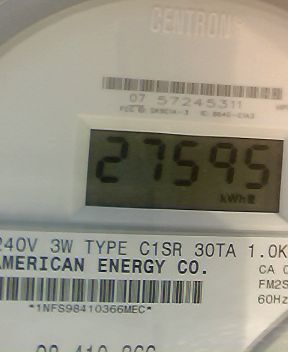 CENTRON
07 57245311
27595
kWh
240V 3W TYPE C1SR 30TA 1.0K
AMERICAN ENERGY CO.
CA 0
FM2S
60Hz
*1NFS98410366MEC*